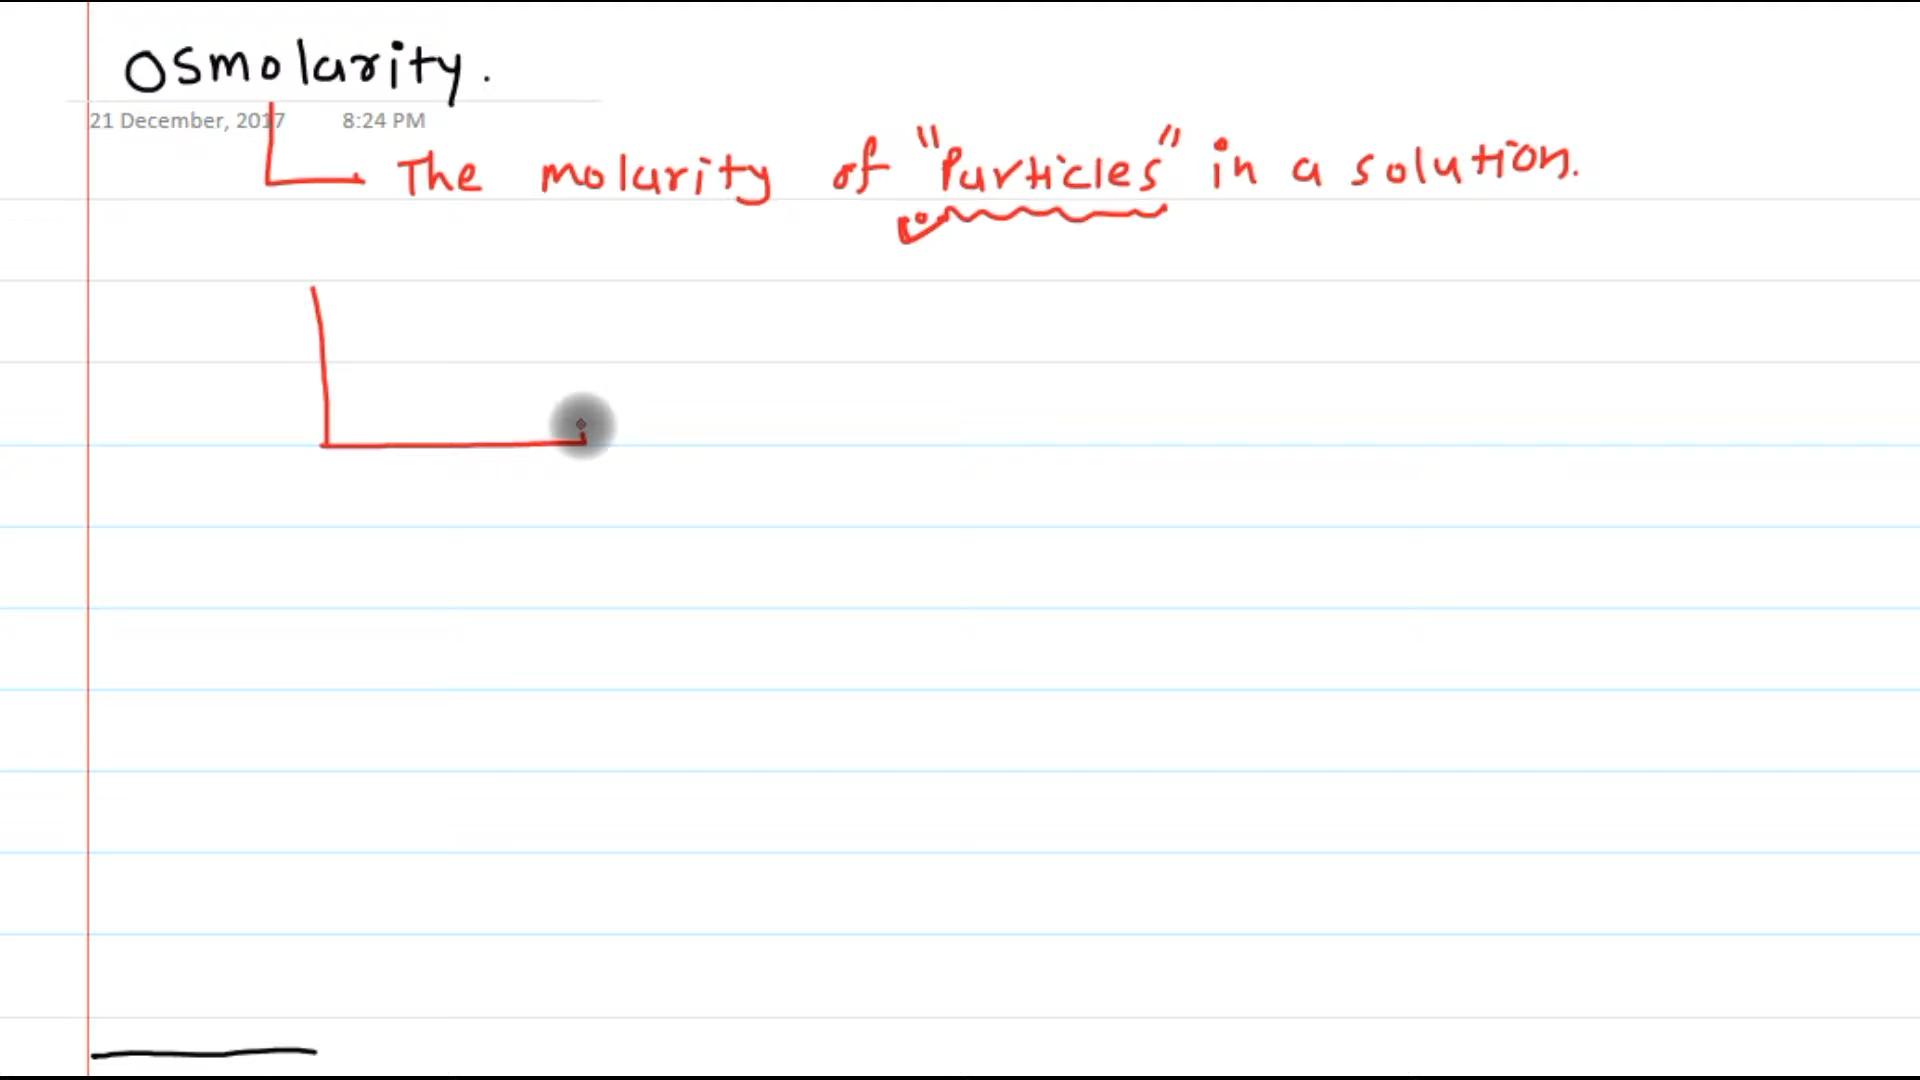 Osmolarity.
21 December, 2017 8:24 PM
The molarity of "Particles" in a solution.